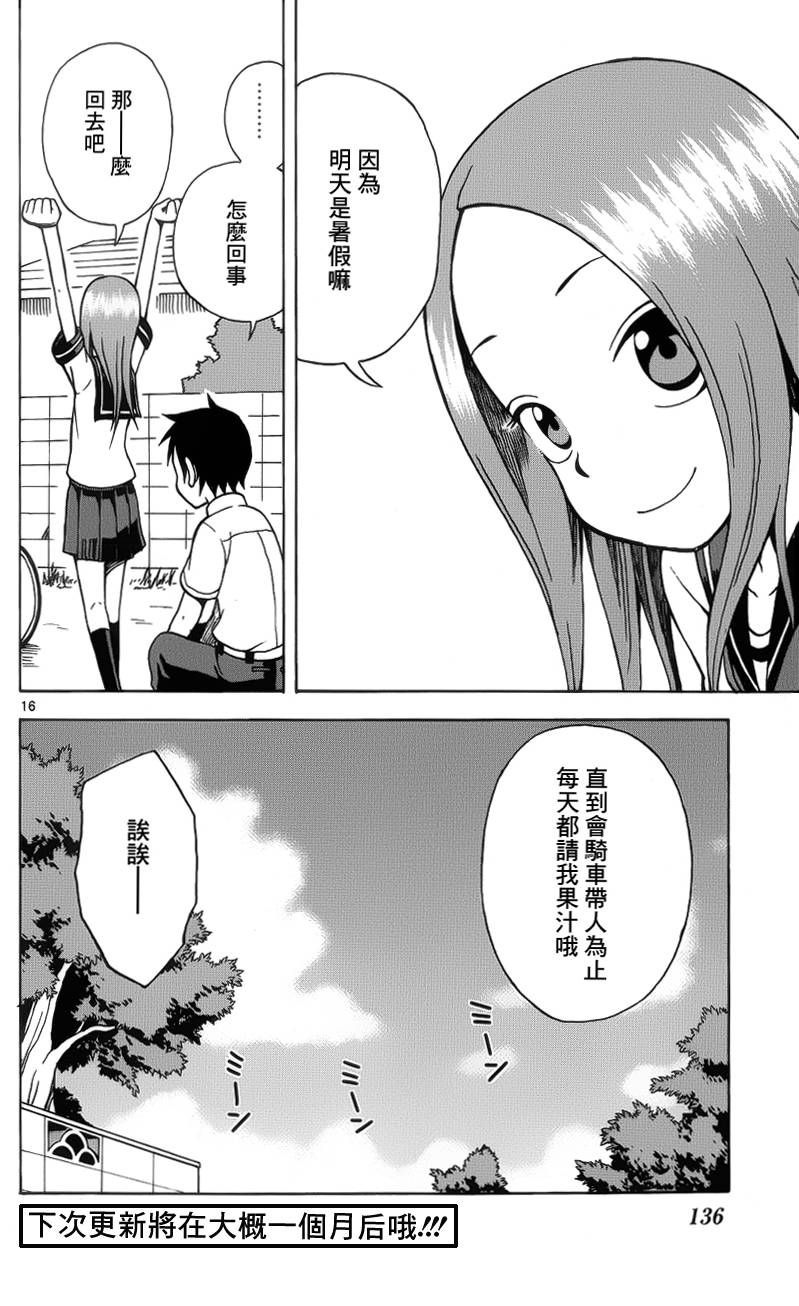 因為
明天是暑假嘛
………
怎麼回事
那——麼
回去吧
16
直到會騎車帶人為止
每天都請我果汁哦
誒誒——
ミーン
ミーン
ミーン
136
下次更新將在大概一個月后哦!!!